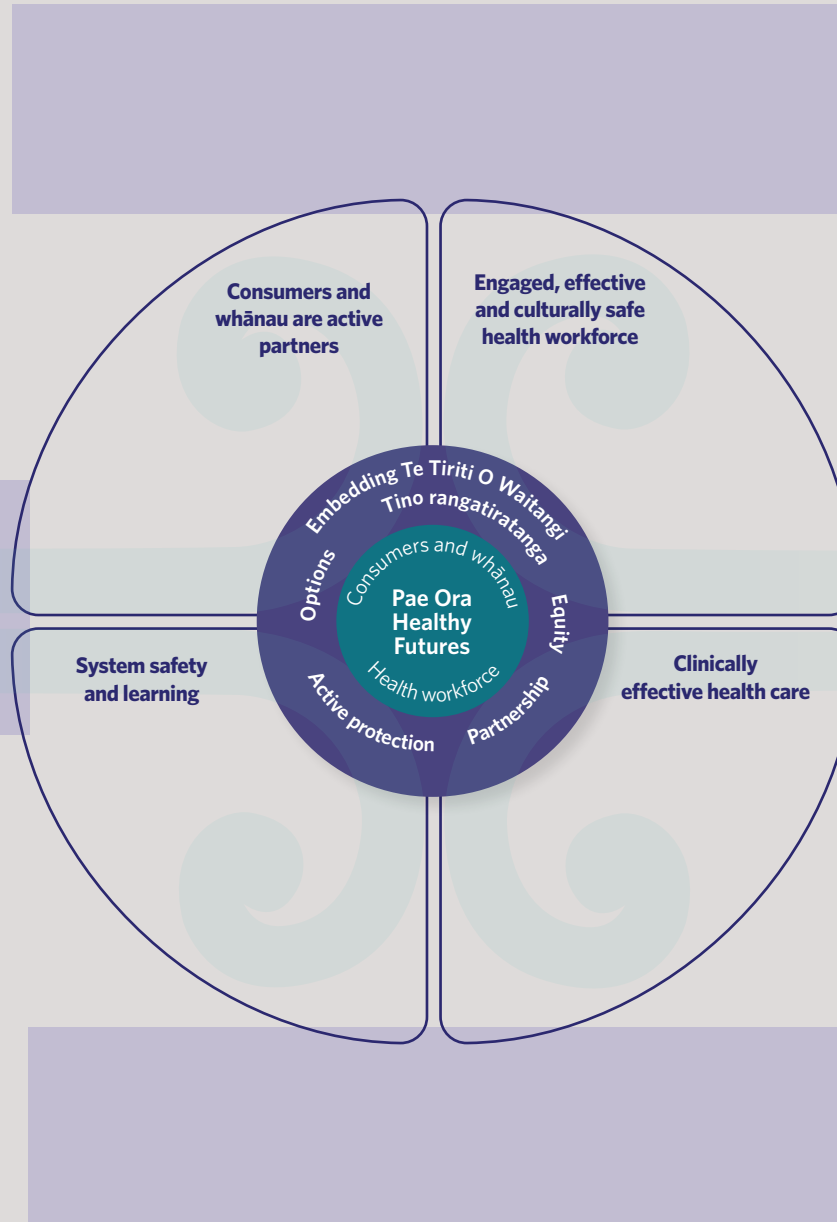 Consumers and
whānau are active
partners
Engaged, effective
and culturally safe
health workforce
Embedding Te Tiriti O Waitangi
Tino rangatiratanga
Options
Equity
Active protection
Partnership
Consumers and whānau
Pae Ora
Healthy
Futures
Health workforce
System safety
and learning
Clinically
effective health care